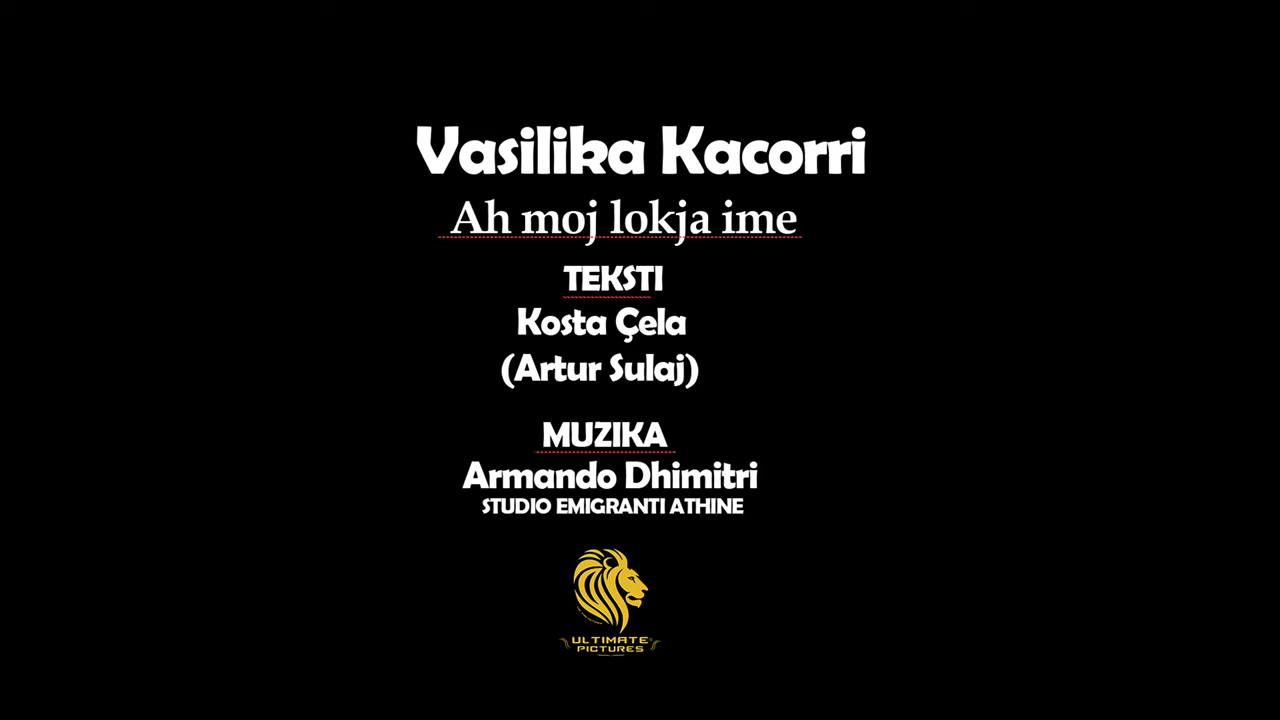 Vasilika Kacorri
Ah moj lokja ime
TEKSTI
Kosta Çela
(Artur Sulaj)
MUZIKA
Armando Dhimitri
STUDIO EMIGRANTI ATHINE
ULTIMATE
PICTURES